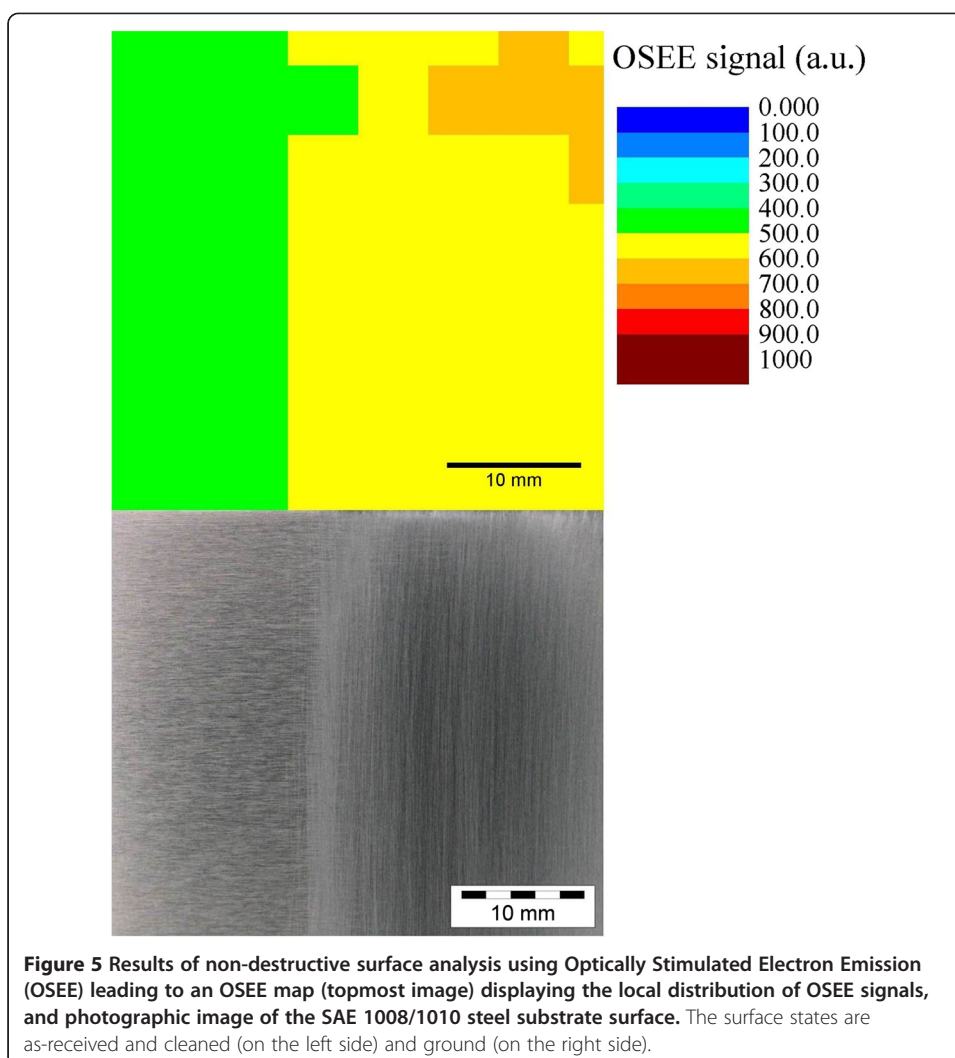 OSEE signal (a.u.)
0.000
100.0
200.0
300.0
400.0
500.0
600.0
700.0
800.0
900.0
1000
10 mm
10 mm
Figure 5 Results of non-destructive surface analysis using Optically Stimulated Electron Emission
(OSEE) leading to an OSEE map (topmost image) displaying the local distribution of OSEE signals,
and photographic image of the SAE 1008/1010 steel substrate surface. The surface states are
as-received and cleaned (on the left side) and ground (on the right side).